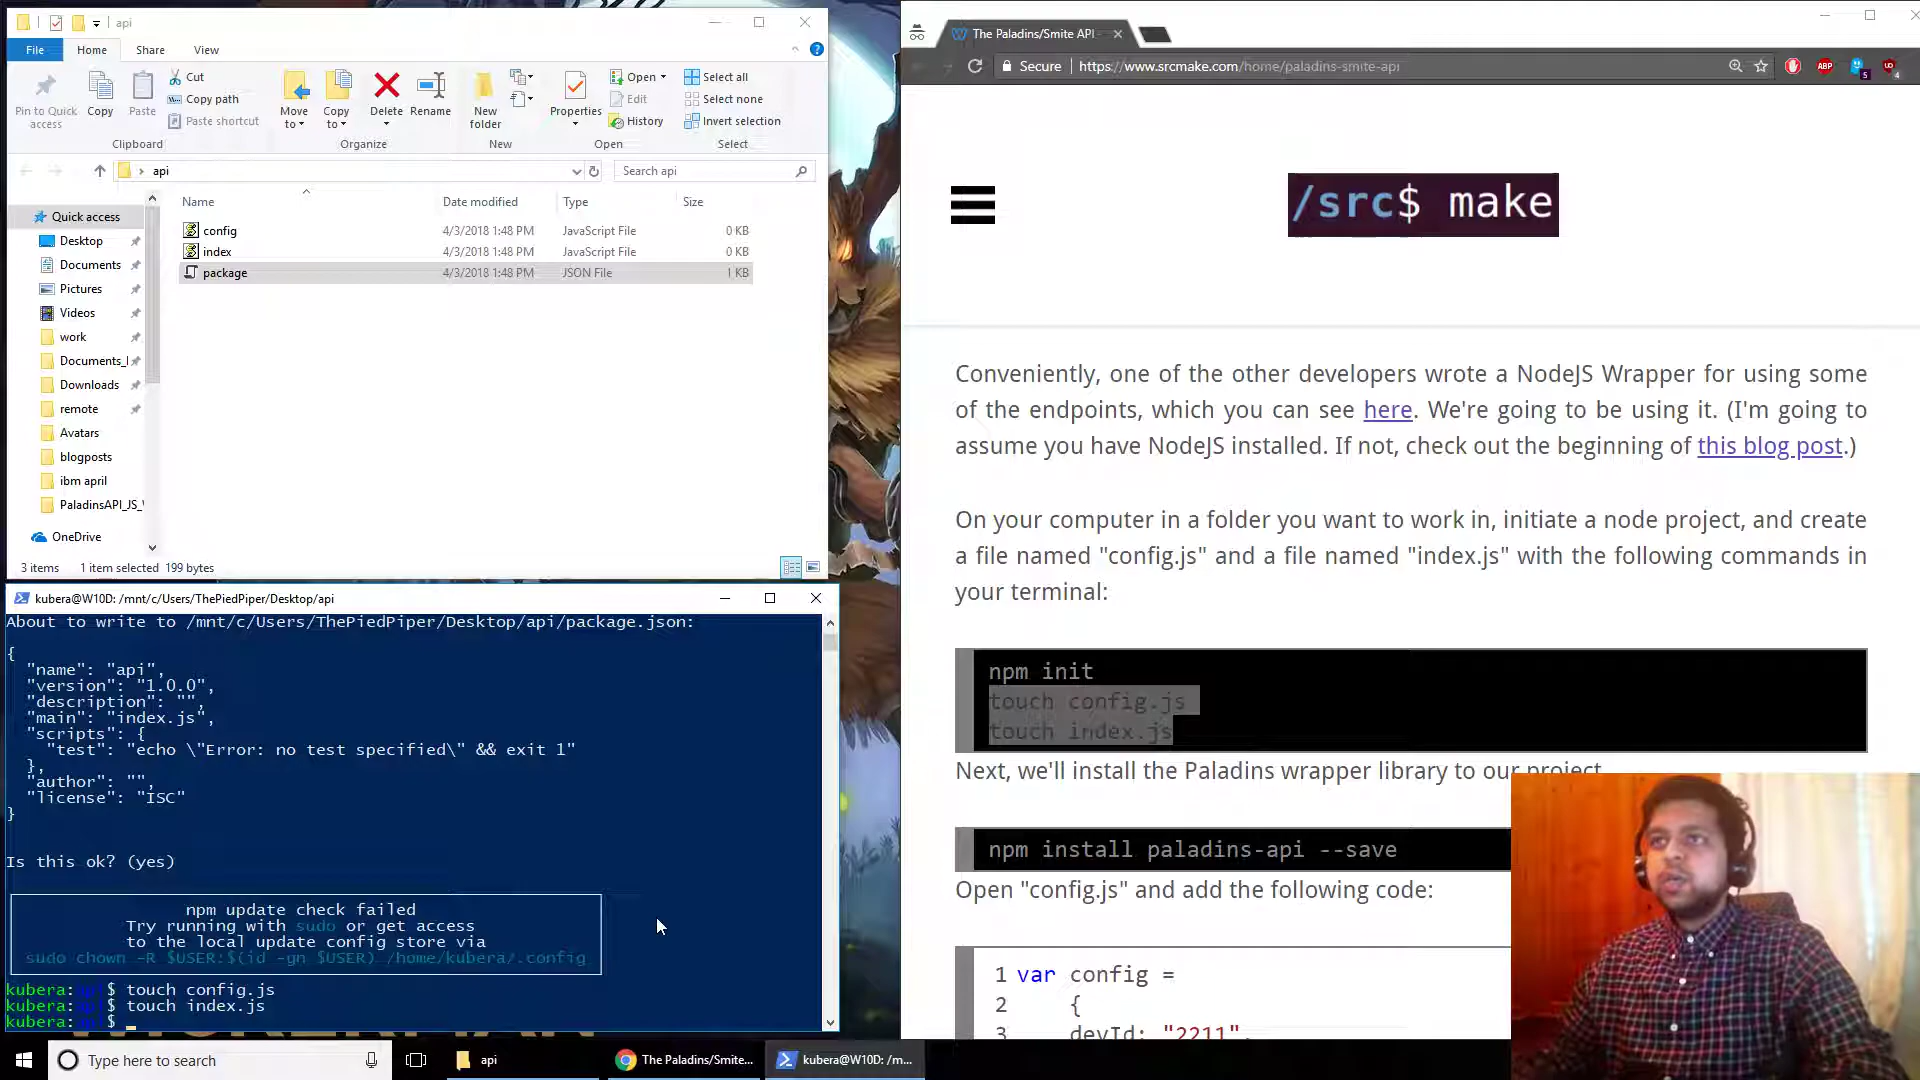 api
File
Home
Share
View
Pin to Quick access
Copy
Paste
Cut
Copy path
Paste shortcut
Clipboard
Move to
Copy to
Delete
Rename
Organize
New folder
New
Properties
Open
Edit
History
Open
Select all
Select none
Invert selection
Select
api
Search api
Name
Date modified
Type
Size
config 4/3/2018 1:48 PM JavaScript File 0 KB
index 4/3/2018 1:48 PM JavaScript File 0 KB
package 4/3/2018 1:48 PM JSON File 1 KB
Quick access
Desktop
Documents
Pictures
Videos
work
Documents_l
Downloads
remote
Avatars
blogposts
ibm april
PaladinsAPI_JS_
OneDrive
3 items 1 item selected 199 bytes
kubera@W10D: /mnt/c/Users/ThePiedPiper/Desktop/api
About to write to /mnt/c/Users/ThePiedPiper/Desktop/api/package.json:
{
"name": "api",
"version": "1.0.0",
"description": "",
"main": "index.js",
"scripts": {
"test": "echo \"Error: no test specified\" && exit 1"
},
"author": "",
"license": "ISC"
}
Is this ok? (yes)
npm update check failed
Try running with sudo or get access
to the local update config store via
sudo chown -R $USER:$(id -gn $USER) /home/kubera/.config
kubera:api$ touch config.js
kubera:api$ touch index.js
kubera:api$
The Paladins/Smite API
Secure https://www.srcmake.com/home/paladins-smite-api
ABP
/src$ make
Conveniently, one of the other developers wrote a NodeJS Wrapper for using some
of the endpoints, which you can see here. We're going to be using it. (I'm going to
assume you have NodeJS installed. If not, check out the beginning of this blog post.)
On your computer in a folder you want to work in, initiate a node project, and create
a file named "config.js" and a file named "index.js" with the following commands in
your terminal:
npm init
touch config.js
touch index.js
Next, we'll install the Paladins wrapper library to our project
npm install paladins-api --save
Open "config.js" and add the following code:
1 var config =
2 {
3 devId: "2211"
Type here to search
api
The Paladins/Smite...
kubera@W10D: /m...